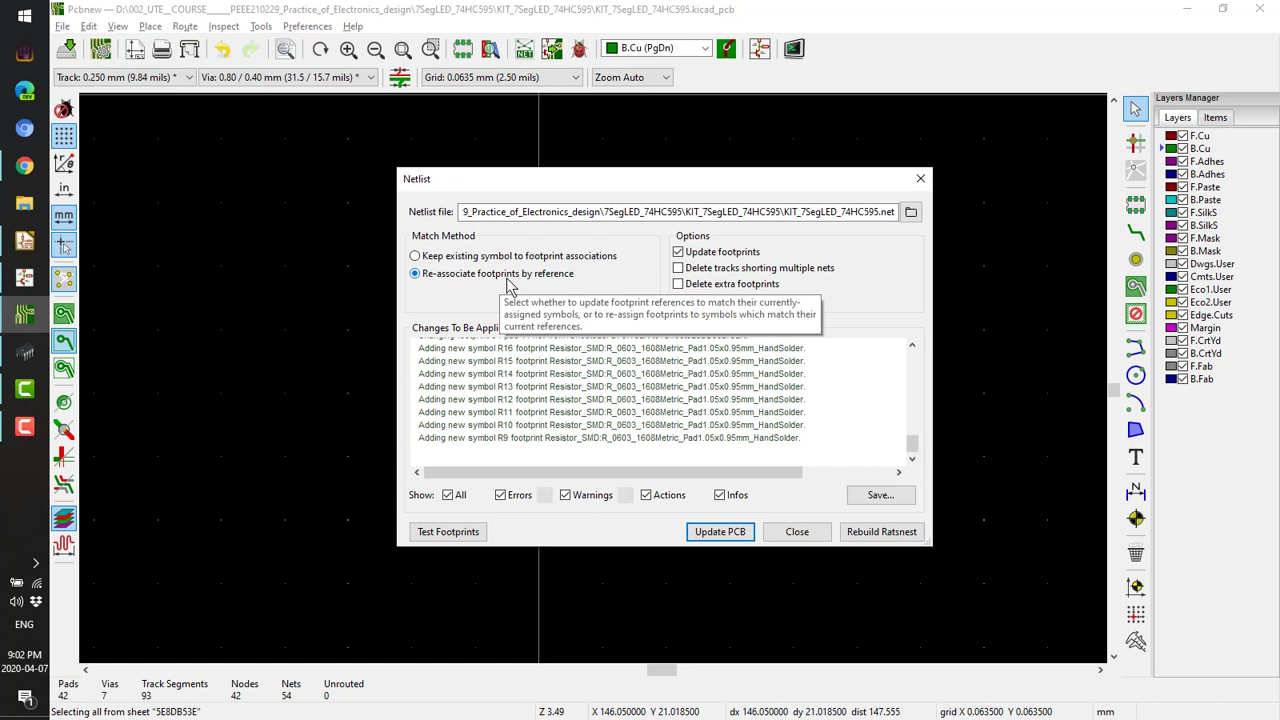 Pcbnew — D:\002_UTE__COURSE_____PEEE210229_Practice_of_Electronics_design\7SegLED_74HC595\KIT_7SegLED_74HC595\KIT_7SegLED_74HC595.kicad_pcb
File Edit View Place Route Inspect Tools Preferences Help
NET B.Cu (PgDn)
Track: 0.250 mm (9.84 mils) * Via: 0.80 / 0.40 mm (31.5 / 15.7 mils) * Grid: 0.0635 mm (2.50 mils) Zoom Auto
Layers Manager
Layers Items
F.Cu
B.Cu
F.Adhes
B.Adhes
F.Paste
B.Paste
F.SilkS
B.SilkS
F.Mask
B.Mask
Dwgs.User
Cmts.User
Eco1.User
Eco2.User
Edge.Cuts
Margin
F.CrtYd
B.CrtYd
F.Fab
B.Fab
in
mm
Netlist
Netlist file: 9_Practice_of_Electronics_design\7SegLED_74HC595\KIT_7SegLED_74HC595\KIT_7SegLED_74HC595.net
Match Method
Keep existing symbol to footprint associations
Re-associate footprints by reference
Options
Update footprints
Delete tracks shorting multiple nets
Delete extra footprints
Select whether to update footprint references to match their currently-
assigned symbols, or to re-assign footprints to symbols which match their
current references.
Changes To Be Appli
Adding new symbol R16 footprint Resistor_SMD:R_0603_1608Metric_Pad1.05x0.95mm_HandSolder.
Adding new symbol R15 footprint Resistor_SMD:R_0603_1608Metric_Pad1.05x0.95mm_HandSolder.
Adding new symbol R14 footprint Resistor_SMD:R_0603_1608Metric_Pad1.05x0.95mm_HandSolder.
Adding new symbol R13 footprint Resistor_SMD:R_0603_1608Metric_Pad1.05x0.95mm_HandSolder.
Adding new symbol R12 footprint Resistor_SMD:R_0603_1608Metric_Pad1.05x0.95mm_HandSolder.
Adding new symbol R11 footprint Resistor_SMD:R_0603_1608Metric_Pad1.05x0.95mm_HandSolder.
Adding new symbol R10 footprint Resistor_SMD:R_0603_1608Metric_Pad1.05x0.95mm_HandSolder.
Adding new symbol R9 footprint Resistor_SMD:R_0603_1608Metric_Pad1.05x0.95mm_HandSolder.
Show: All Errors Warnings Actions Infos Save...
Test Footprints Update PCB Close Rebuild Ratsnest
ENG
9:02 PM
2020-04-07
Pads Vias Track Segments Nodes Nets Unrouted
42 7 93 42 54 0
Selecting all from sheet "5E8DB53E" Z 3.49 X 146.050000 Y 21.018500 dx 146.050000 dy 21.018500 dist 147.555 grid X 0.063500 Y 0.063500 mm